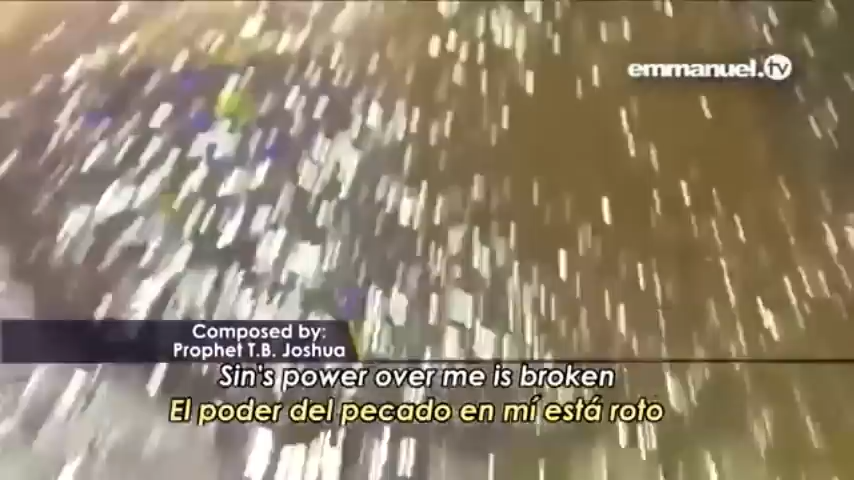 emmanuel.tv
Composed by:
Prophet T.B. Joshua
Sin's power over me is broken
El poder del pecado en mí está roto